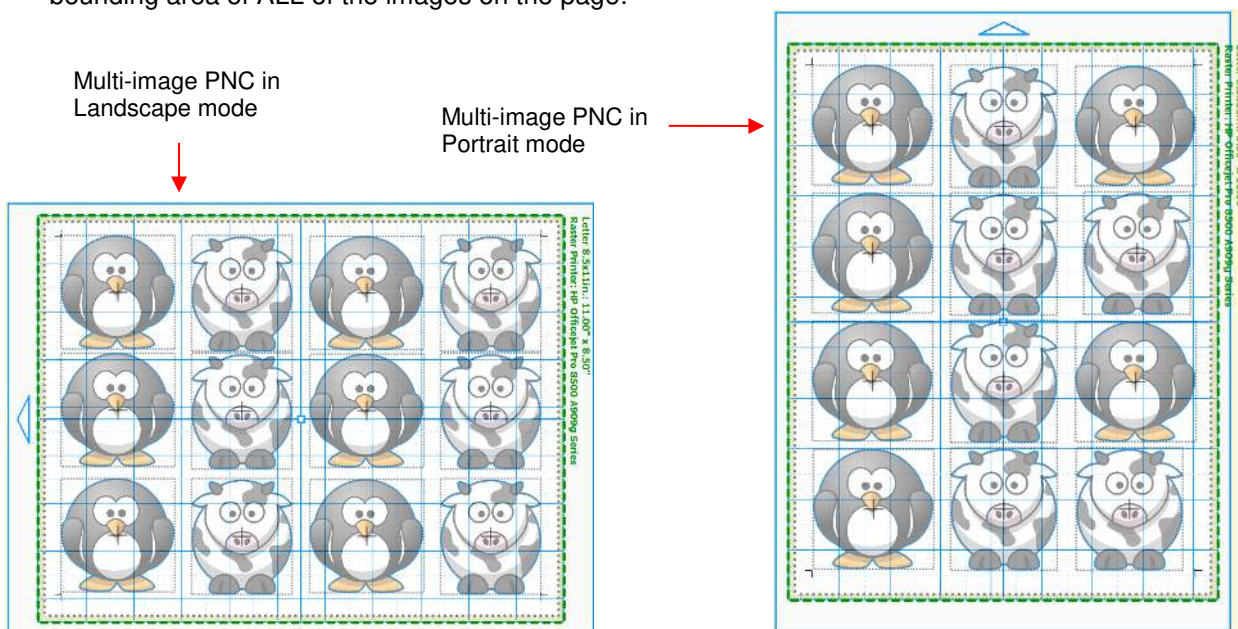 bounding area of ALL of the images on the page.
Multi-image PNC in
Landscape mode
Multi-image PNC in
Portrait mode
Letter 8.5x11in.: 11.00" x 8.50"
Raster Printer: HP Officejet Pro 8500 A909g Series
Raster Printer: HP Officejet Pro 8500 A909g Series